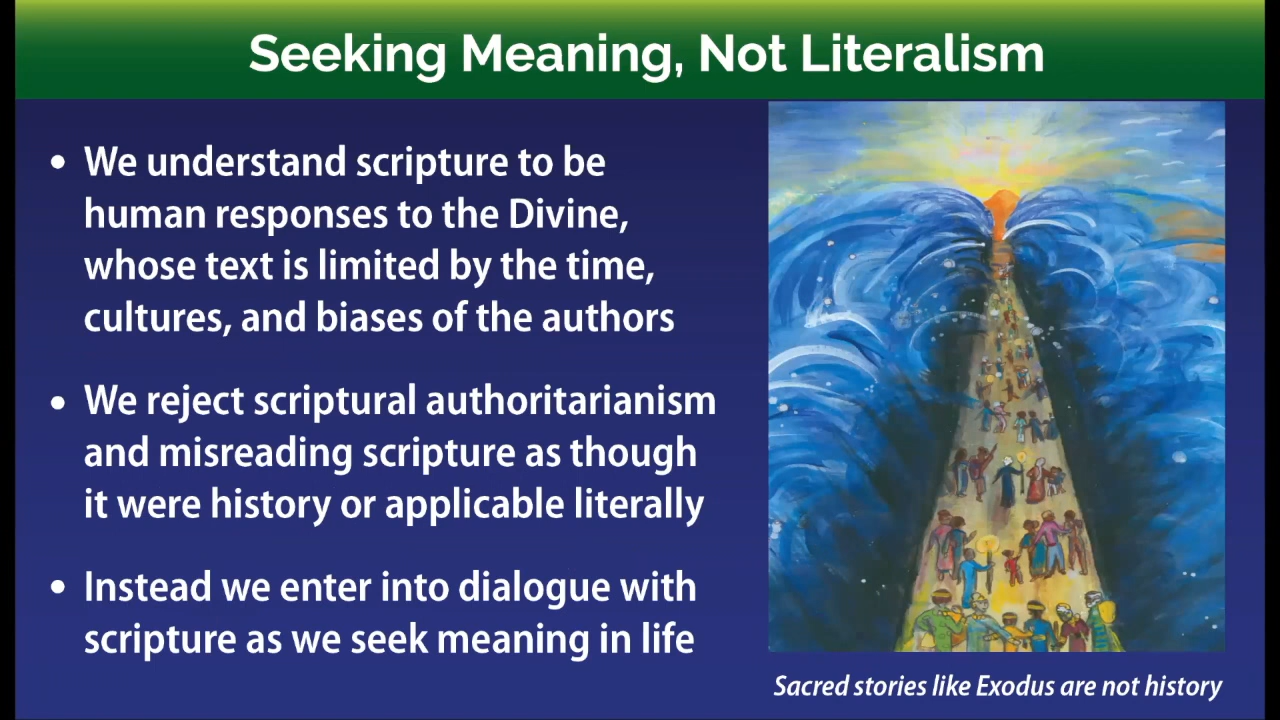 Seeking Meaning, Not Literalism
• We understand scripture to be
human responses to the Divine,
whose text is limited by the time,
cultures, and biases of the authors
• We reject scriptural authoritarianism
and misreading scripture as though
it were history or applicable literally
• Instead we enter into dialogue with
scripture as we seek meaning in life
Sacred stories like Exodus are not history